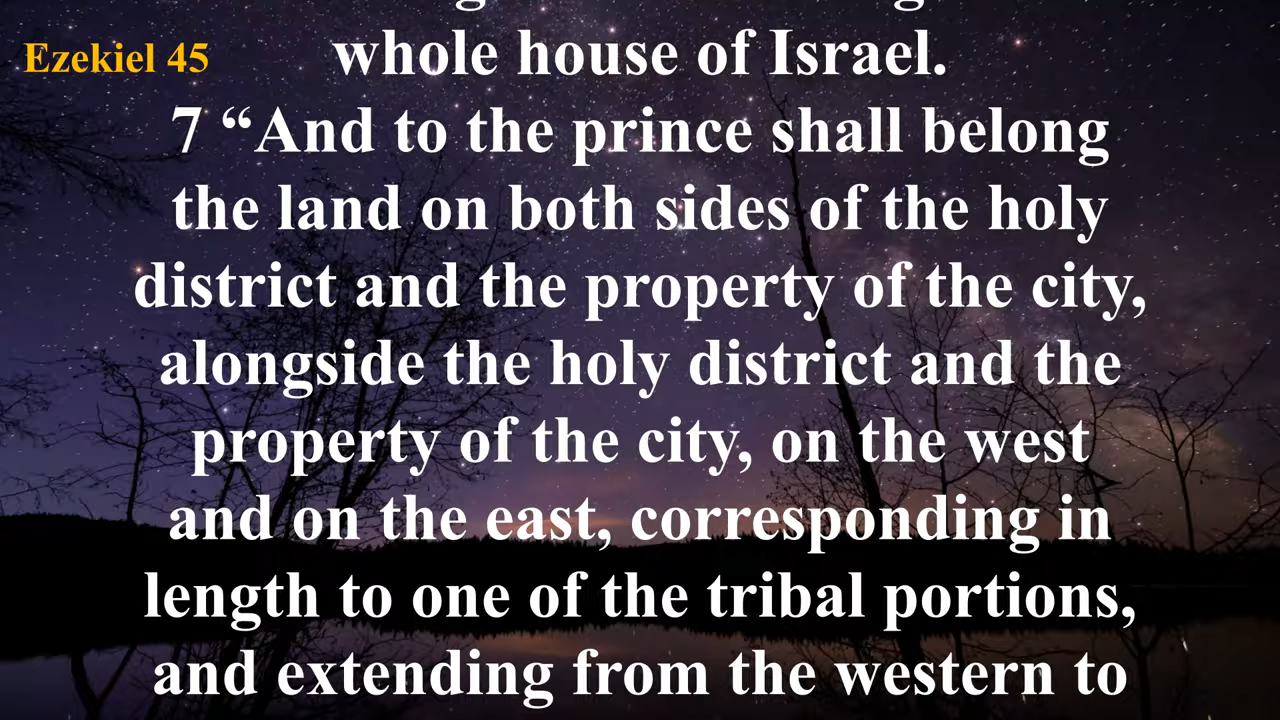 Ezekiel 45
whole house of Israel.
7 “And to the prince shall belong
the land on both sides of the holy
district and the property of the city,
alongside the holy district and the
property of the city, on the west
and on the east, corresponding in
length to one of the tribal portions,
and extending from the western to